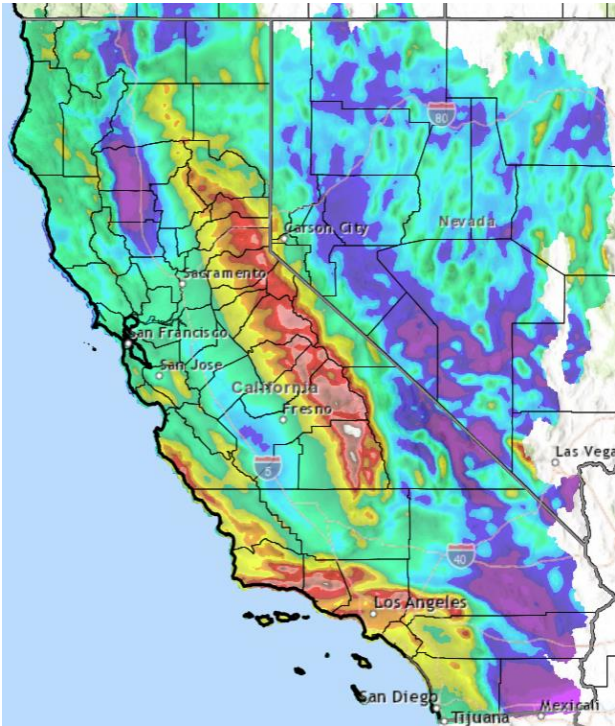 80
Carson City
Nevada
Sacramento
San Francisco
San Jose
California
Fresno
5
Las Vega
40
Los Angeles
San Diego
Tijuana
Mexicali